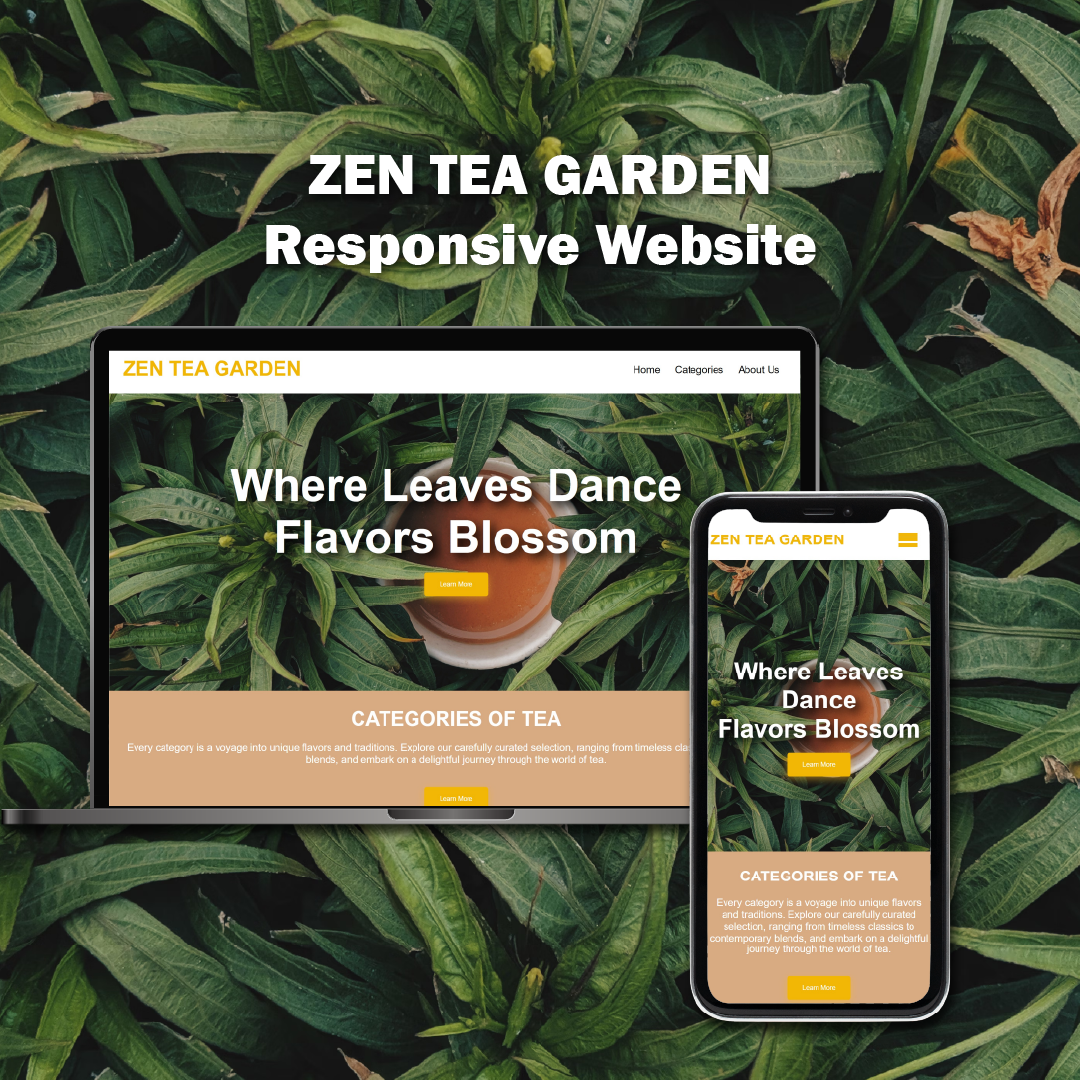 ZEN TEA GARDEN
Responsive Website
ZEN TEA GARDEN
Home Categories About Us
Where Leaves Dance
Flavors Blossom
Learn More
CATEGORIES OF TEA
Every category is a voyage into unique flavors and traditions. Explore our carefully curated selection, ranging from timeless
blends, and embark on a delightful journey through the world of tea.
Learn More
ZEN TEA GARDEN
Where Leaves
Dance
Flavors Blossom
Learn More
CATEGORIES OF TEA
Every category is a voyage into unique flavors
and traditions. Explore our carefully curated
selection, ranging from timeless classics to
contemporary blends, and embark on a delightful
journey through the world of tea.
Learn More